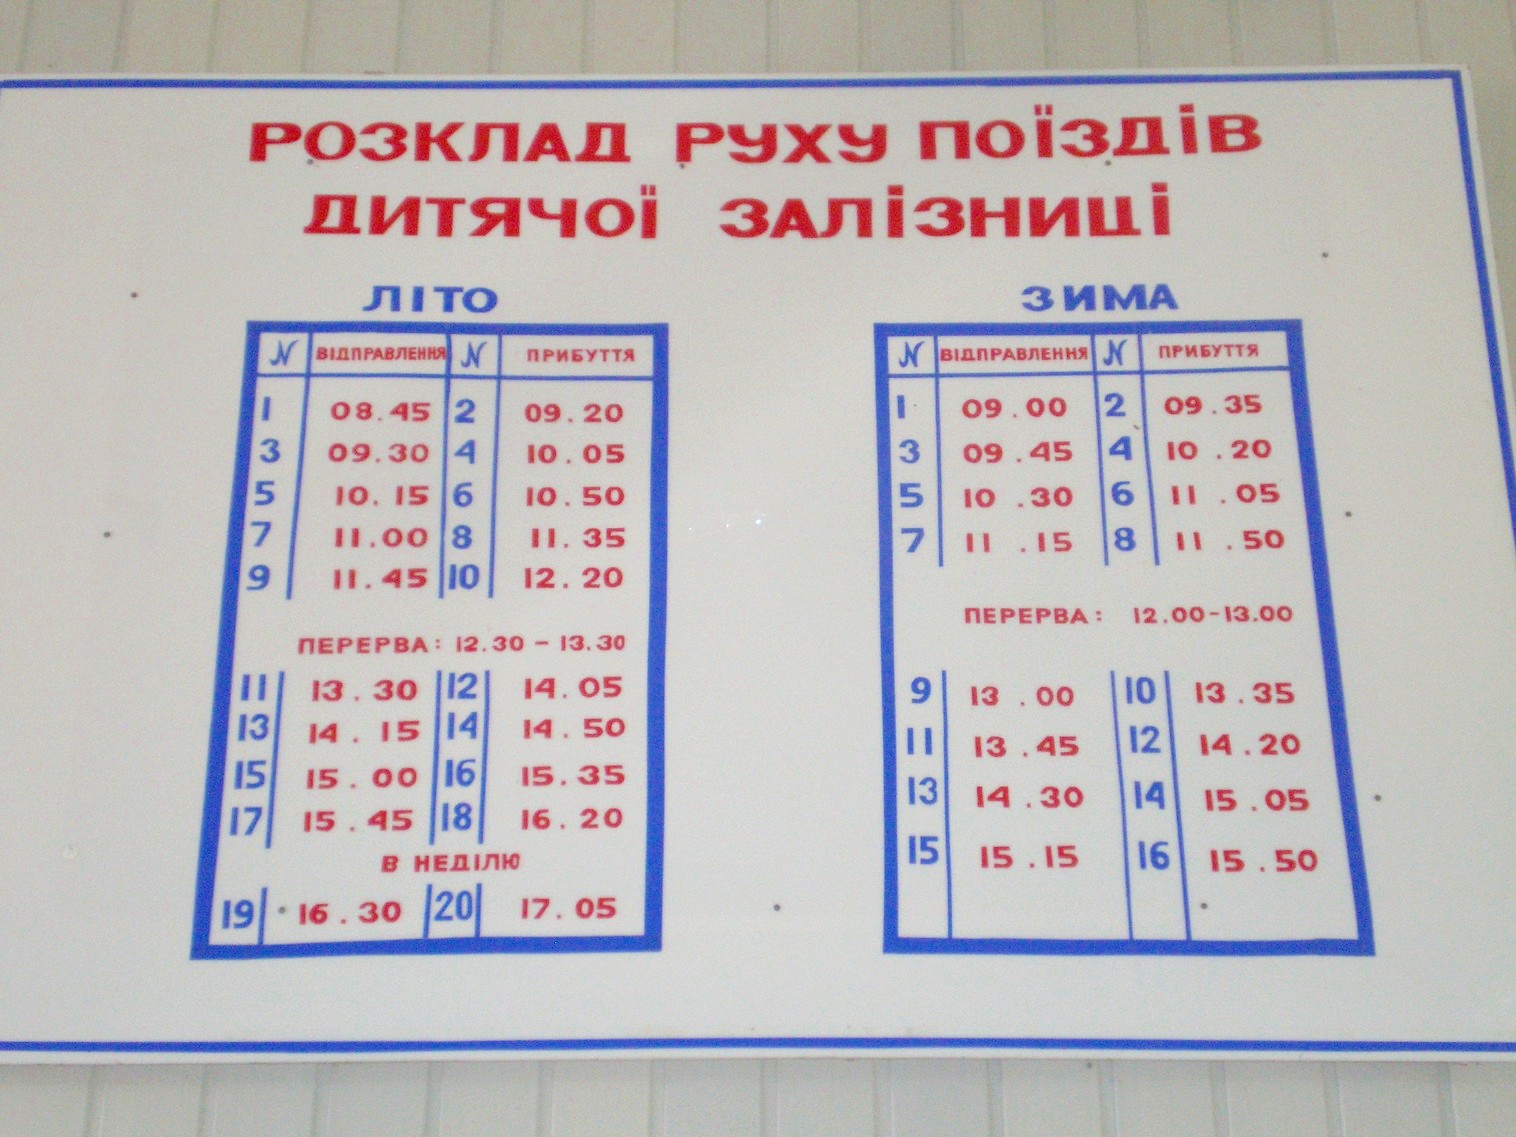 РОЗКЛАД РУХУ ПОЇЗДІВ
ДИТЯЧОЇ ЗАЛІЗНИЦІ
ЛІТО
N ВІДПРАВЛЕННЯ N ПРИБУТТЯ
1 08.45 2 09.20
3 09.30 4 10.05
5 10.15 6 10.50
7 11.00 8 11.35
9 11.45 10 12.20
ПЕРЕРВА: 12.30 - 13.30
11 13.30 12 14.05
13 14.15 14 14.50
15 15.00 16 15.35
17 15.45 18 16.20
В НЕДІЛЮ
19 16.30 20 17.05
ЗИМА
N ВІДПРАВЛЕННЯ N ПРИБУТТЯ
1 09.00 2 09.35
3 09.45 4 10.20
5 10.30 6 11.05
7 11.15 8 11.50
ПЕРЕРВА: 12.00-13.00
9 13.00 10 13.35
11 13.45 12 14.20
13 14.30 14 15.05
15 15.15 16 15.50